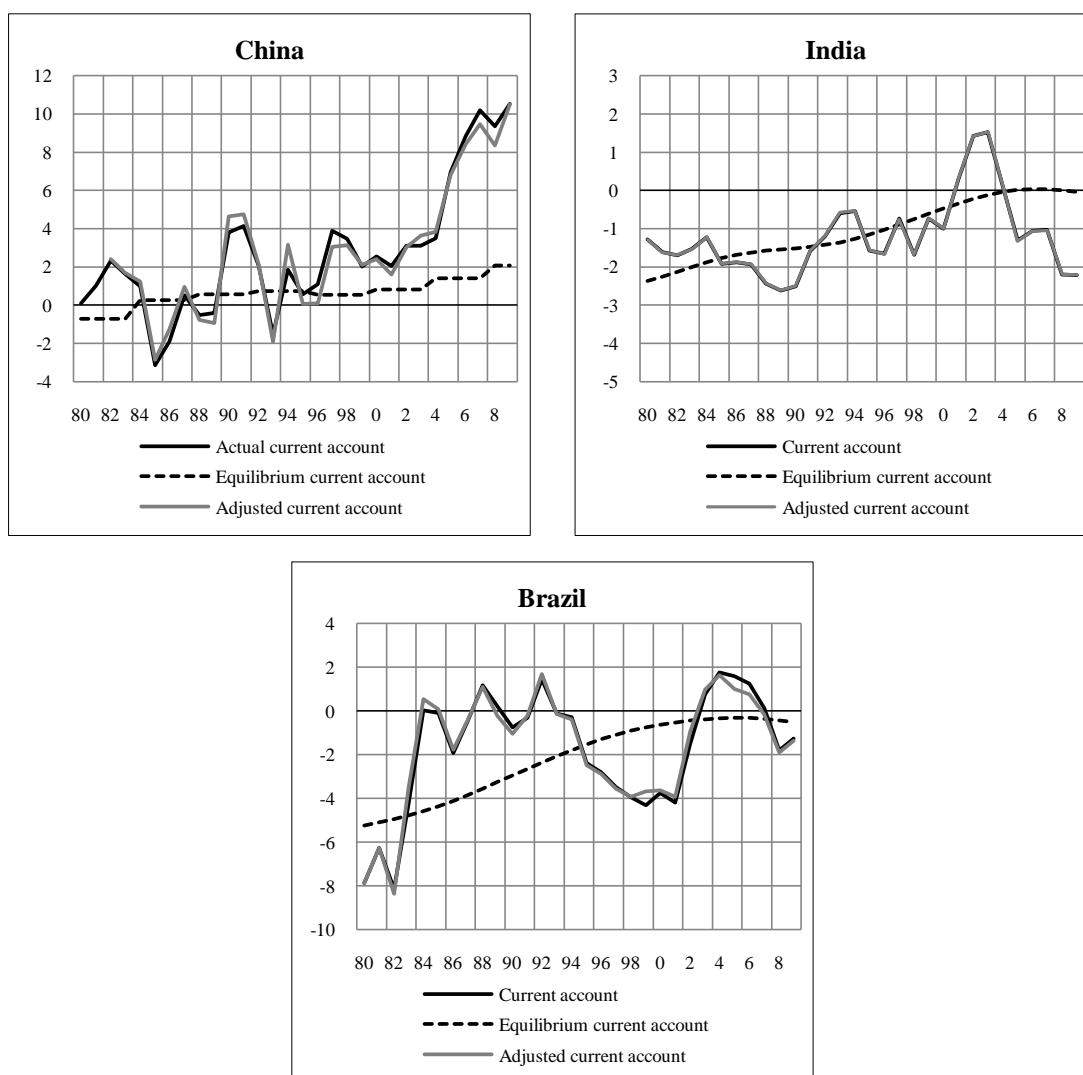 China
12
10
8
6
4
2
0
-2
-4
80 82 84 86 88 90 92 94 96 98 0 2 4 6 8
Actual current account
Equilibrium current account
Adjusted current account
India
3
2
1
0
-1
-2
-3
-4
-5
80 82 84 86 88 90 92 94 96 98 0 2 4 6 8
Current account
Equilibrium current account
Adjusted current account
Brazil
4
2
0
-2
-4
-6
-8
-10
80 82 84 86 88 90 92 94 96 98 0 2 4 6 8
Current account
Equilibrium current account
Adjusted current account